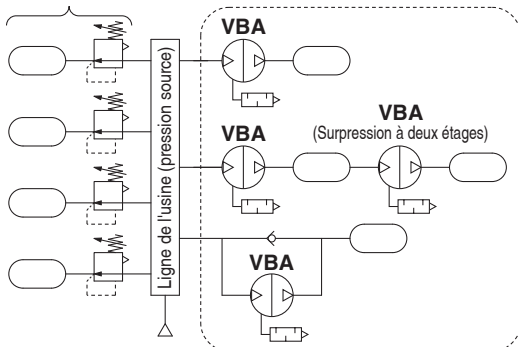 VBA
VBA
VBA
(Surpression à deux étages)
VBA
Ligne de l'usine (pression source)